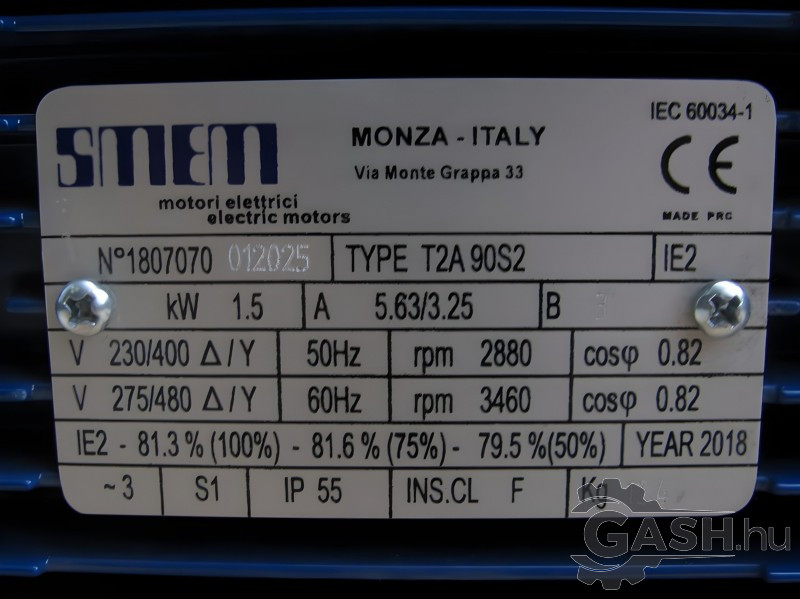 SMEM
motori elettrici
electric motors
MONZA - ITALY
Via Monte Grappa 33
IEC 60034-1
CE
MADE PRC
N°1807070 012025 TYPE T2A 90S2 IE2
kW 1.5 A 5.63/3.25 B 3
V 230/400 Δ/Y 50Hz rpm 2880 cosφ 0.82
V 275/480 Δ/Y 60Hz rpm 3460 cosφ 0.82
IE2 - 81.3 % (100%) - 81.6 % (75%) - 79.5 %(50%) YEAR 2018
~3 S1 IP 55 INS.CL F Kg
GASH.hu